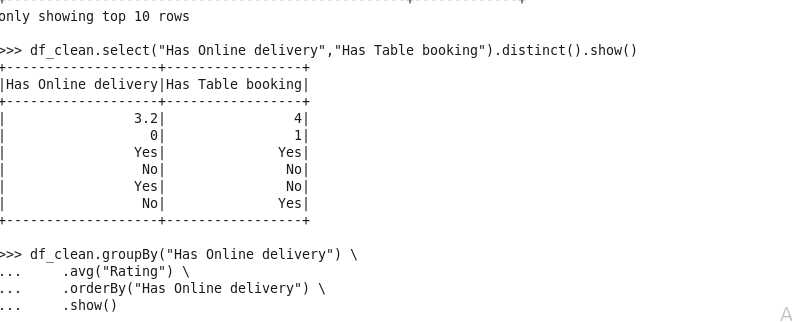 only showing top 10 rows
>>> df_clean.select("Has Online delivery","Has Table booking").distinct().show()
+-------------------+-----------------+
|Has Online delivery|Has Table booking|
+-------------------+-----------------+
|                3.2|                4|
|                  0|                1|
|                Yes|              Yes|
|                 No|               No|
|                Yes|               No|
|                 No|              Yes|
+-------------------+-----------------+
>>> df_clean.groupBy("Has Online delivery") \
...     .avg("Rating") \
...     .orderBy("Has Online delivery") \
...     .show()
A